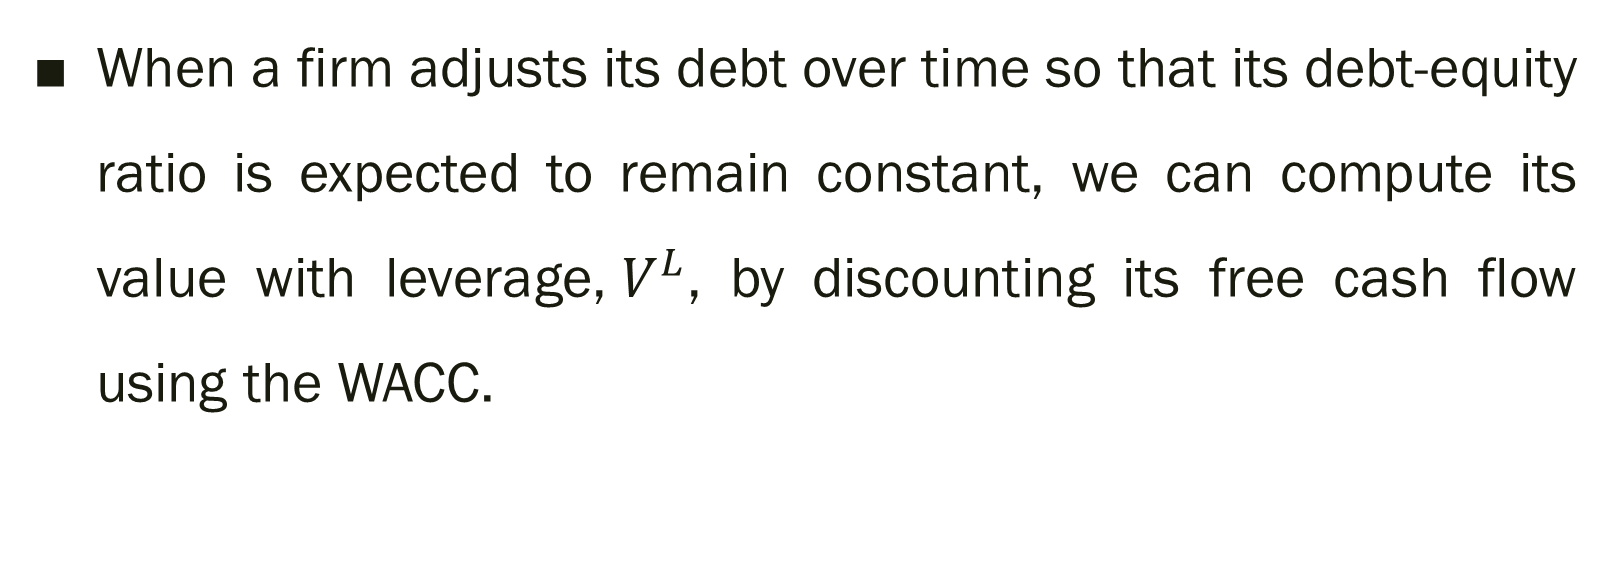 ■ When a firm adjusts its debt over time so that its debt-equity
ratio is expected to remain constant, we can compute its
value with leverage, V^L, by discounting its free cash flow
using the WACC.